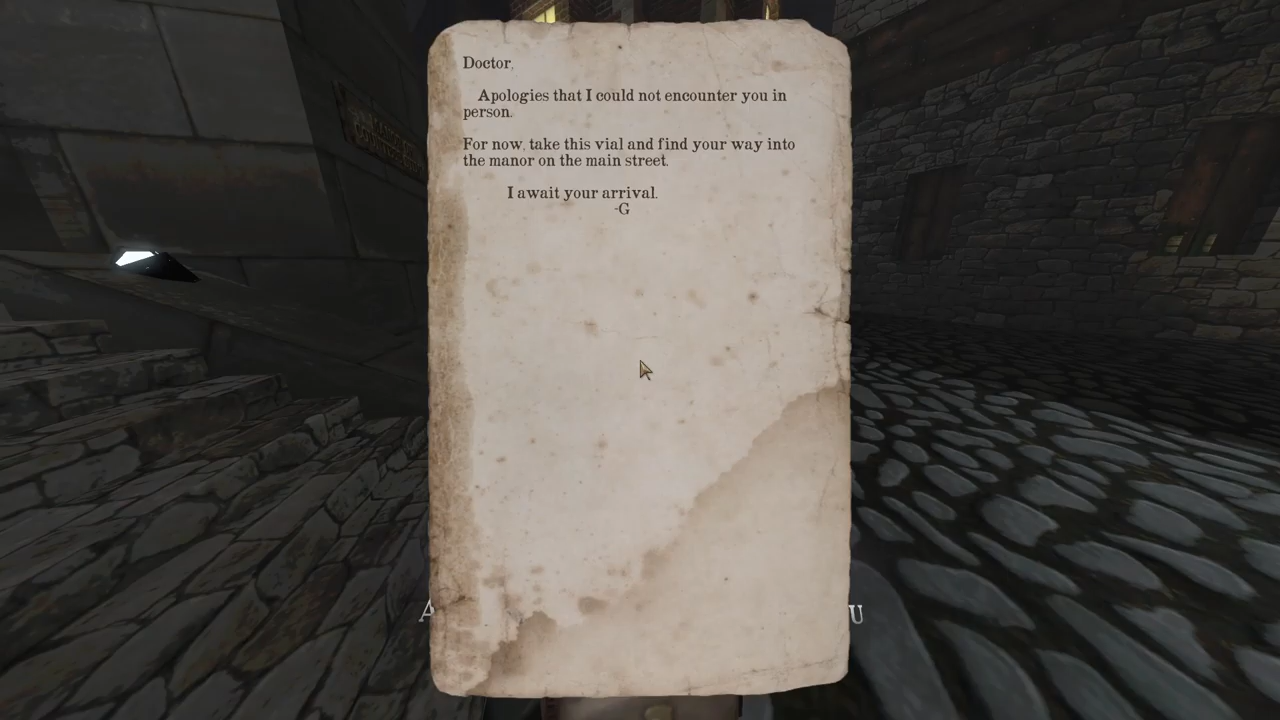 Doctor,
Apologies that I could not encounter you in
person.
For now, take this vial and find your way into
the manor on the main street.
I await your arrival.
-G